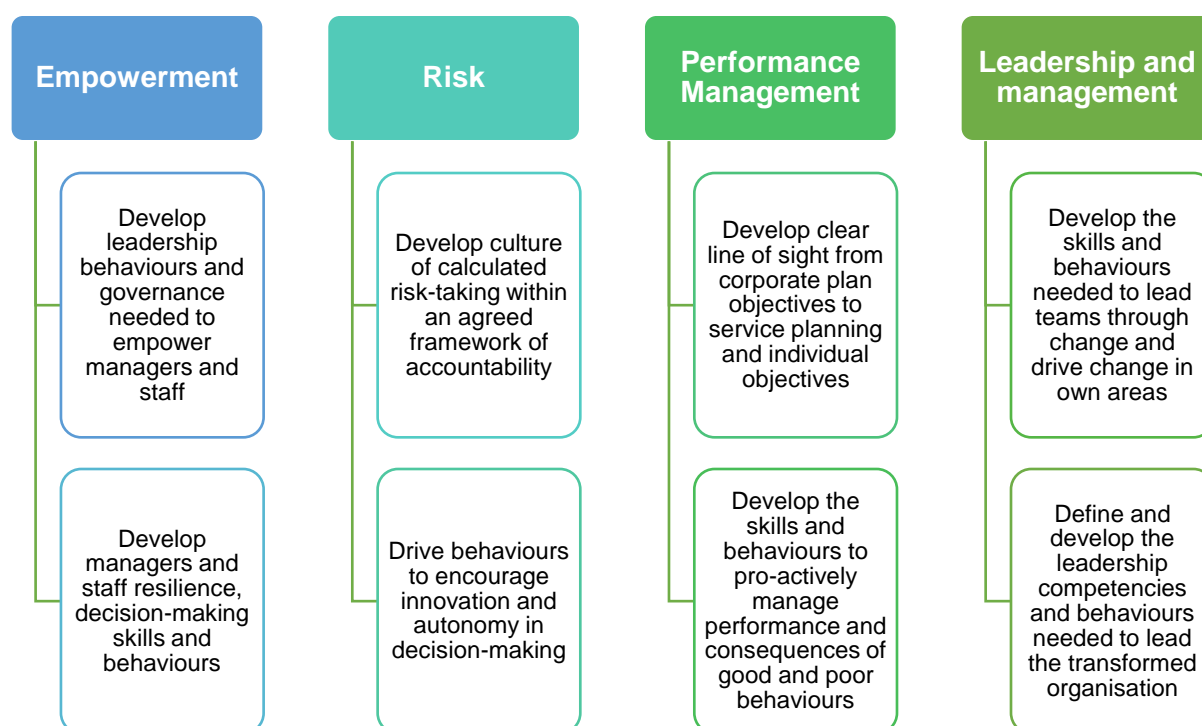 Empowerment
Develop
leadership
behaviours and
governance
needed to
empower
managers and
staff
Develop
managers and
staff resilience,
decision-making
skills and
behaviours
Risk
Develop culture
of calculated
risk-taking within
an agreed
framework of
accountability
Drive behaviours
to encourage
innovation and
autonomy in
decision-making
Performance
Management
Develop clear
line of sight from
corporate plan
objectives to
service planning
and individual
objectives
Develop the
skills and
behaviours to
pro-actively
manage
performance and
consequences of
good and poor
behaviours
Leadership and
management
Develop the
skills and
behaviours
needed to lead
teams through
change and
drive change in
own areas
Define and
develop the
leadership
competencies
and behaviours
needed to lead
the transformed
organisation